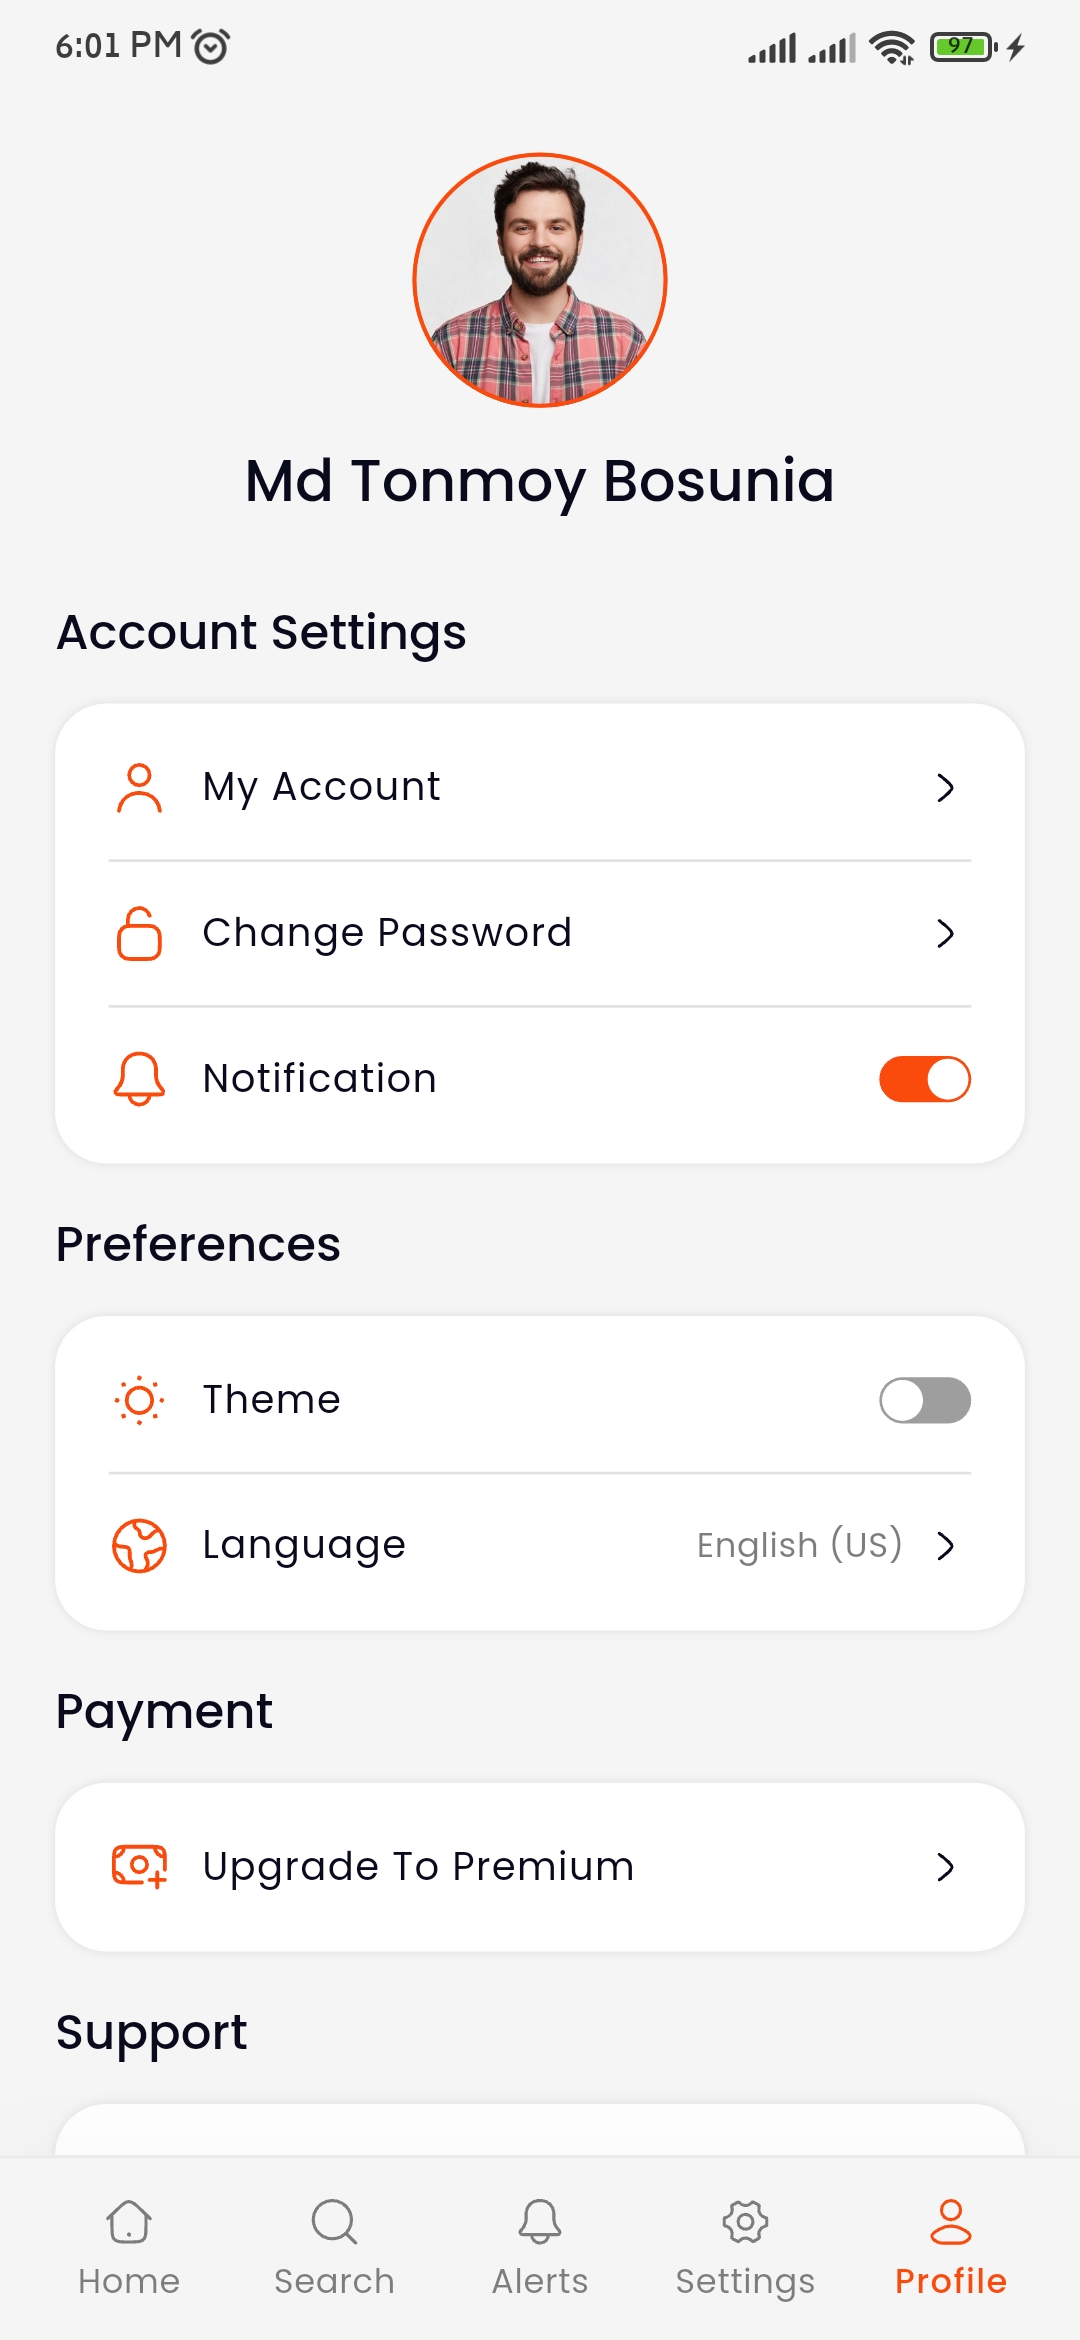 6:01 PM
97
Md Tonmoy Bosunia
Account Settings
My Account
Change Password
Notification
Preferences
Theme
Language English (US)
Payment
Upgrade To Premium
Support
Home Search Alerts Settings Profile